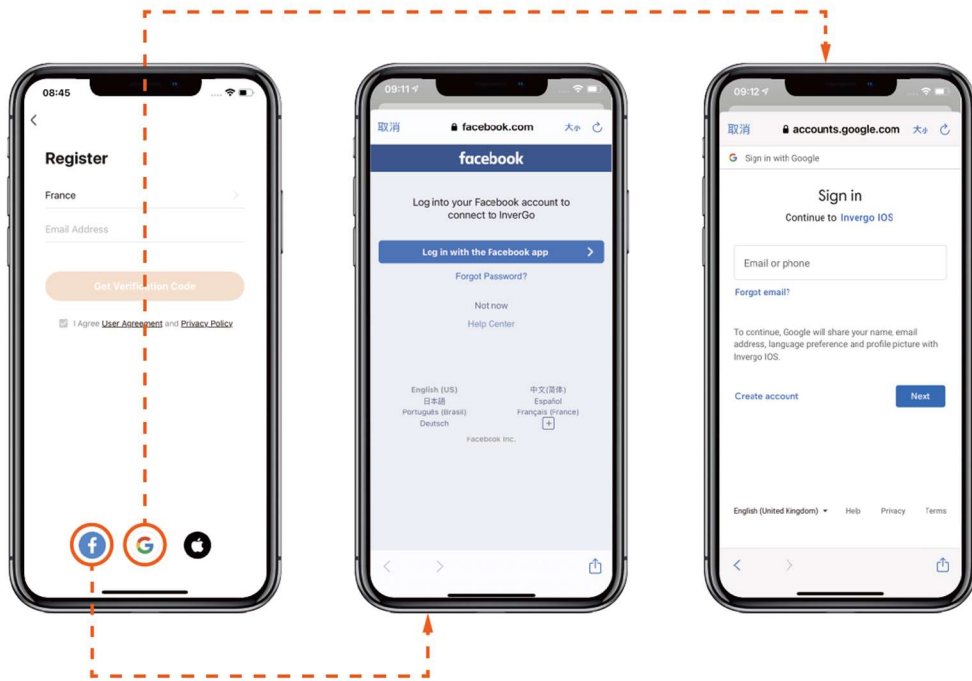 08:45
Register
France
Email Address
Get Verification Code
I Agree User Agreement and Privacy Policy
09:11
取消
facebook.com
大小
facebook
Log into your Facebook account to
connect to InverGo
Log in with the Facebook app
Forgot Password?
Not now
Help Center
English (US)
中文(简体)
日本語
Español
Português (Brasil)
Français (France)
Deutsch
Facebook Inc.
09:12
取消
accounts.google.com
大小
Sign in with Google
Sign in
Continue to Invergo IOS
Email or phone
Forgot email?
To continue, Google will share your name, email
address, language preference and profile picture with
Invergo IOS.
Create account
Next
English (United Kingdom)
Help
Privacy
Terms